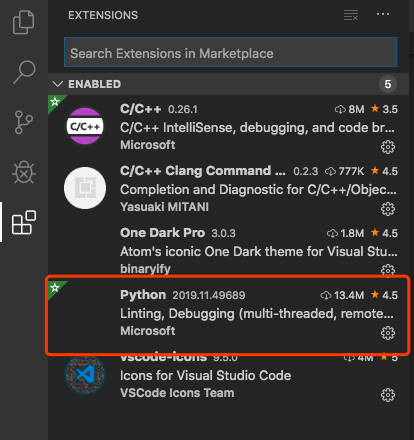 EXTENSIONS
Search Extensions in Marketplace
ENABLED 5
C/C++ 0.26.1 8M 3.5
C/C++ IntelliSense, debugging, and code br...
Microsoft
C/C++
C/C++ Clang Command ... 0.2.3 777K 4.5
Completion and Diagnostic for C/C++/Objec...
Yasuaki MITANI
One Dark Pro 3.0.3 1.8M 4.5
Atom's iconic One Dark theme for Visual Stu...
binaryify
Python 2019.11.49689 13.4M 4.5
Linting, Debugging (multi-threaded, remote...
Microsoft
vscode-icons 9.5.0 4M 5
Icons for Visual Studio Code
VSCode Icons Team